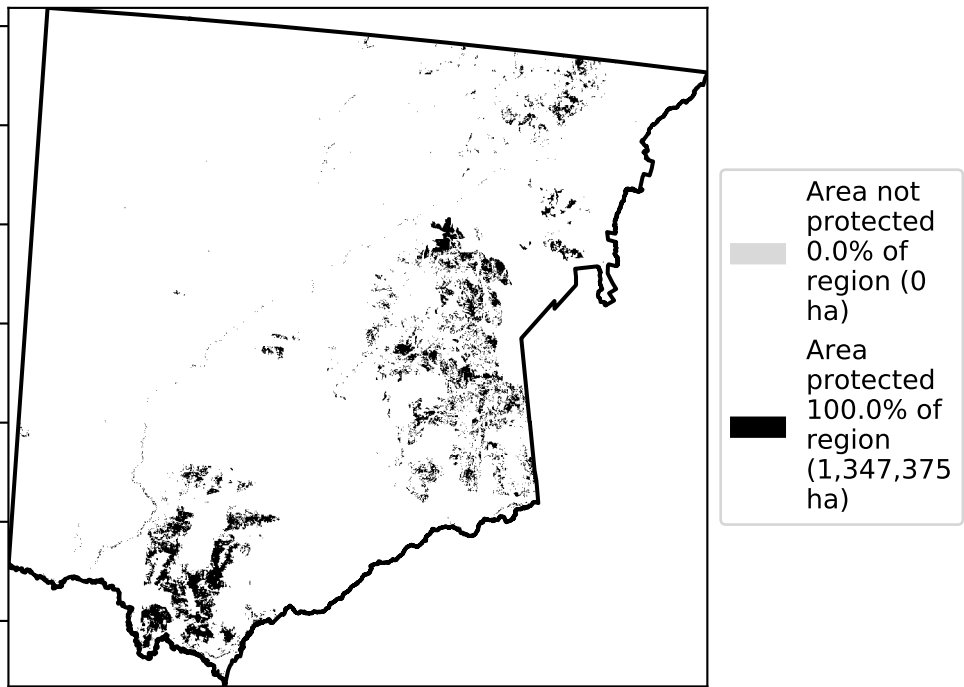 Area not
protected
0.0% of
region (0
ha)
Area
protected
100.0% of
region
(1,347,375
ha)